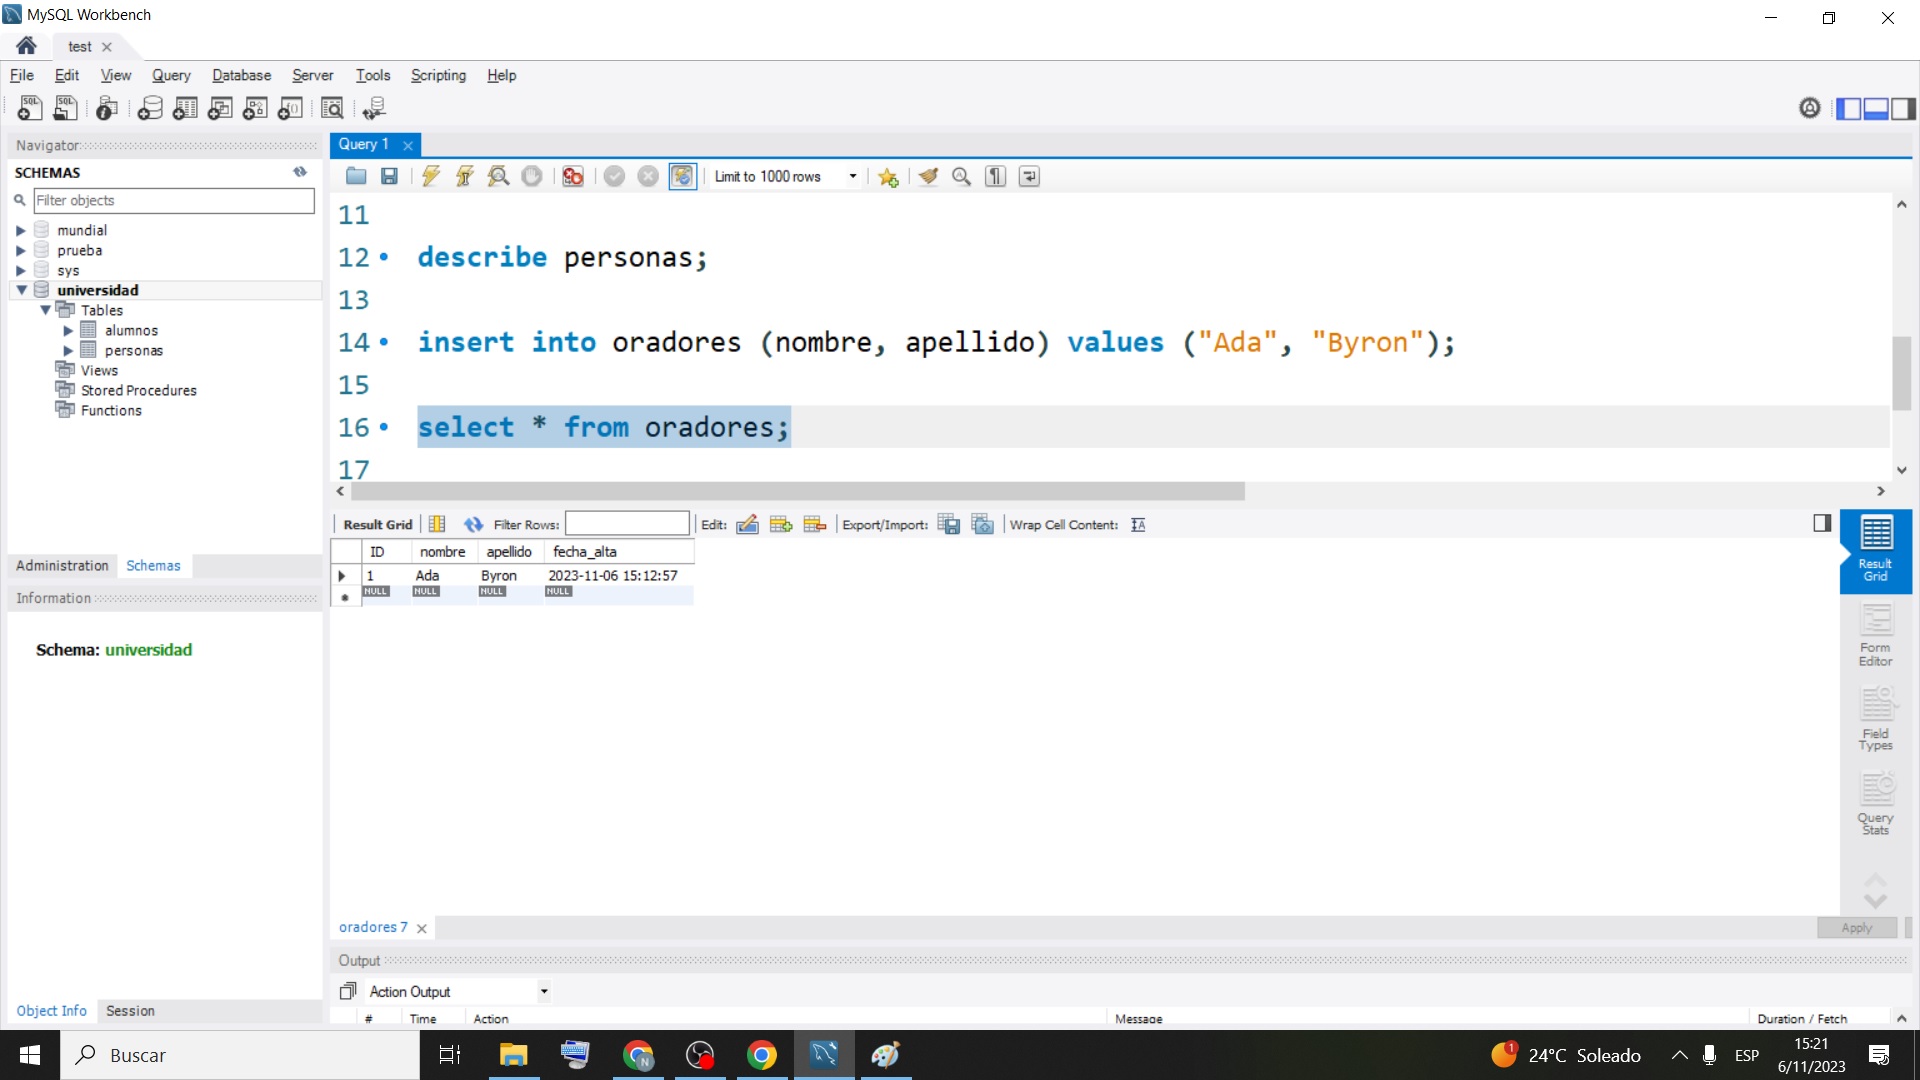 MySQL Workbench
test
File Edit View Query Database Server Tools Scripting Help
Navigator
SCHEMAS
Filter objects
mundial
prueba
sys
universidad
Tables
alumnos
personas
Views
Stored Procedures
Functions
Administration Schemas
Information
Schema: universidad
Object Info Session
Query 1
Limit to 1000 rows
11
12 describe personas;
13
14 insert into oradores (nombre, apellido) values ("Ada", "Byron");
15
16 select * from oradores;
17
Result Grid Filter Rows: Edit: Export/Import: Wrap Cell Content:
ID nombre apellido fecha_alta
1 Ada Byron 2023-11-06 15:12:57
NULL NULL NULL NULL
Result
Grid
Form
Editor
Field
Types
Query
Stats
oradores 7
Apply
Output
Action Output
# Time Action Message Duration / Fetch
Buscar
1
24°C Soleado
ESP
15:21
6/11/2023